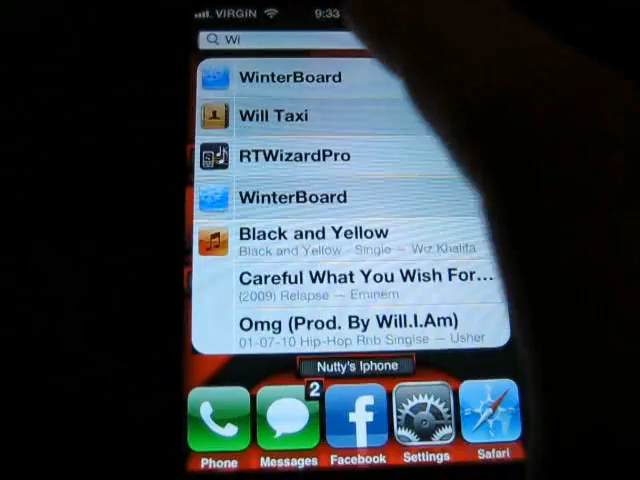 VIRGIN 9:33
Wi
WinterBoard
Will Taxi
RTWizardPro
WinterBoard
Black and Yellow
Black and Yellow - Single — Wiz Khalifa
Careful What You Wish For...
(2009) Relapse — Eminem
Omg (Prod. By Will.I.Am)
01-07-10 Hip-Hop Rnb Singlse — Usher
Nutty's Iphone
2
Phone Messages Facebook Settings Safari